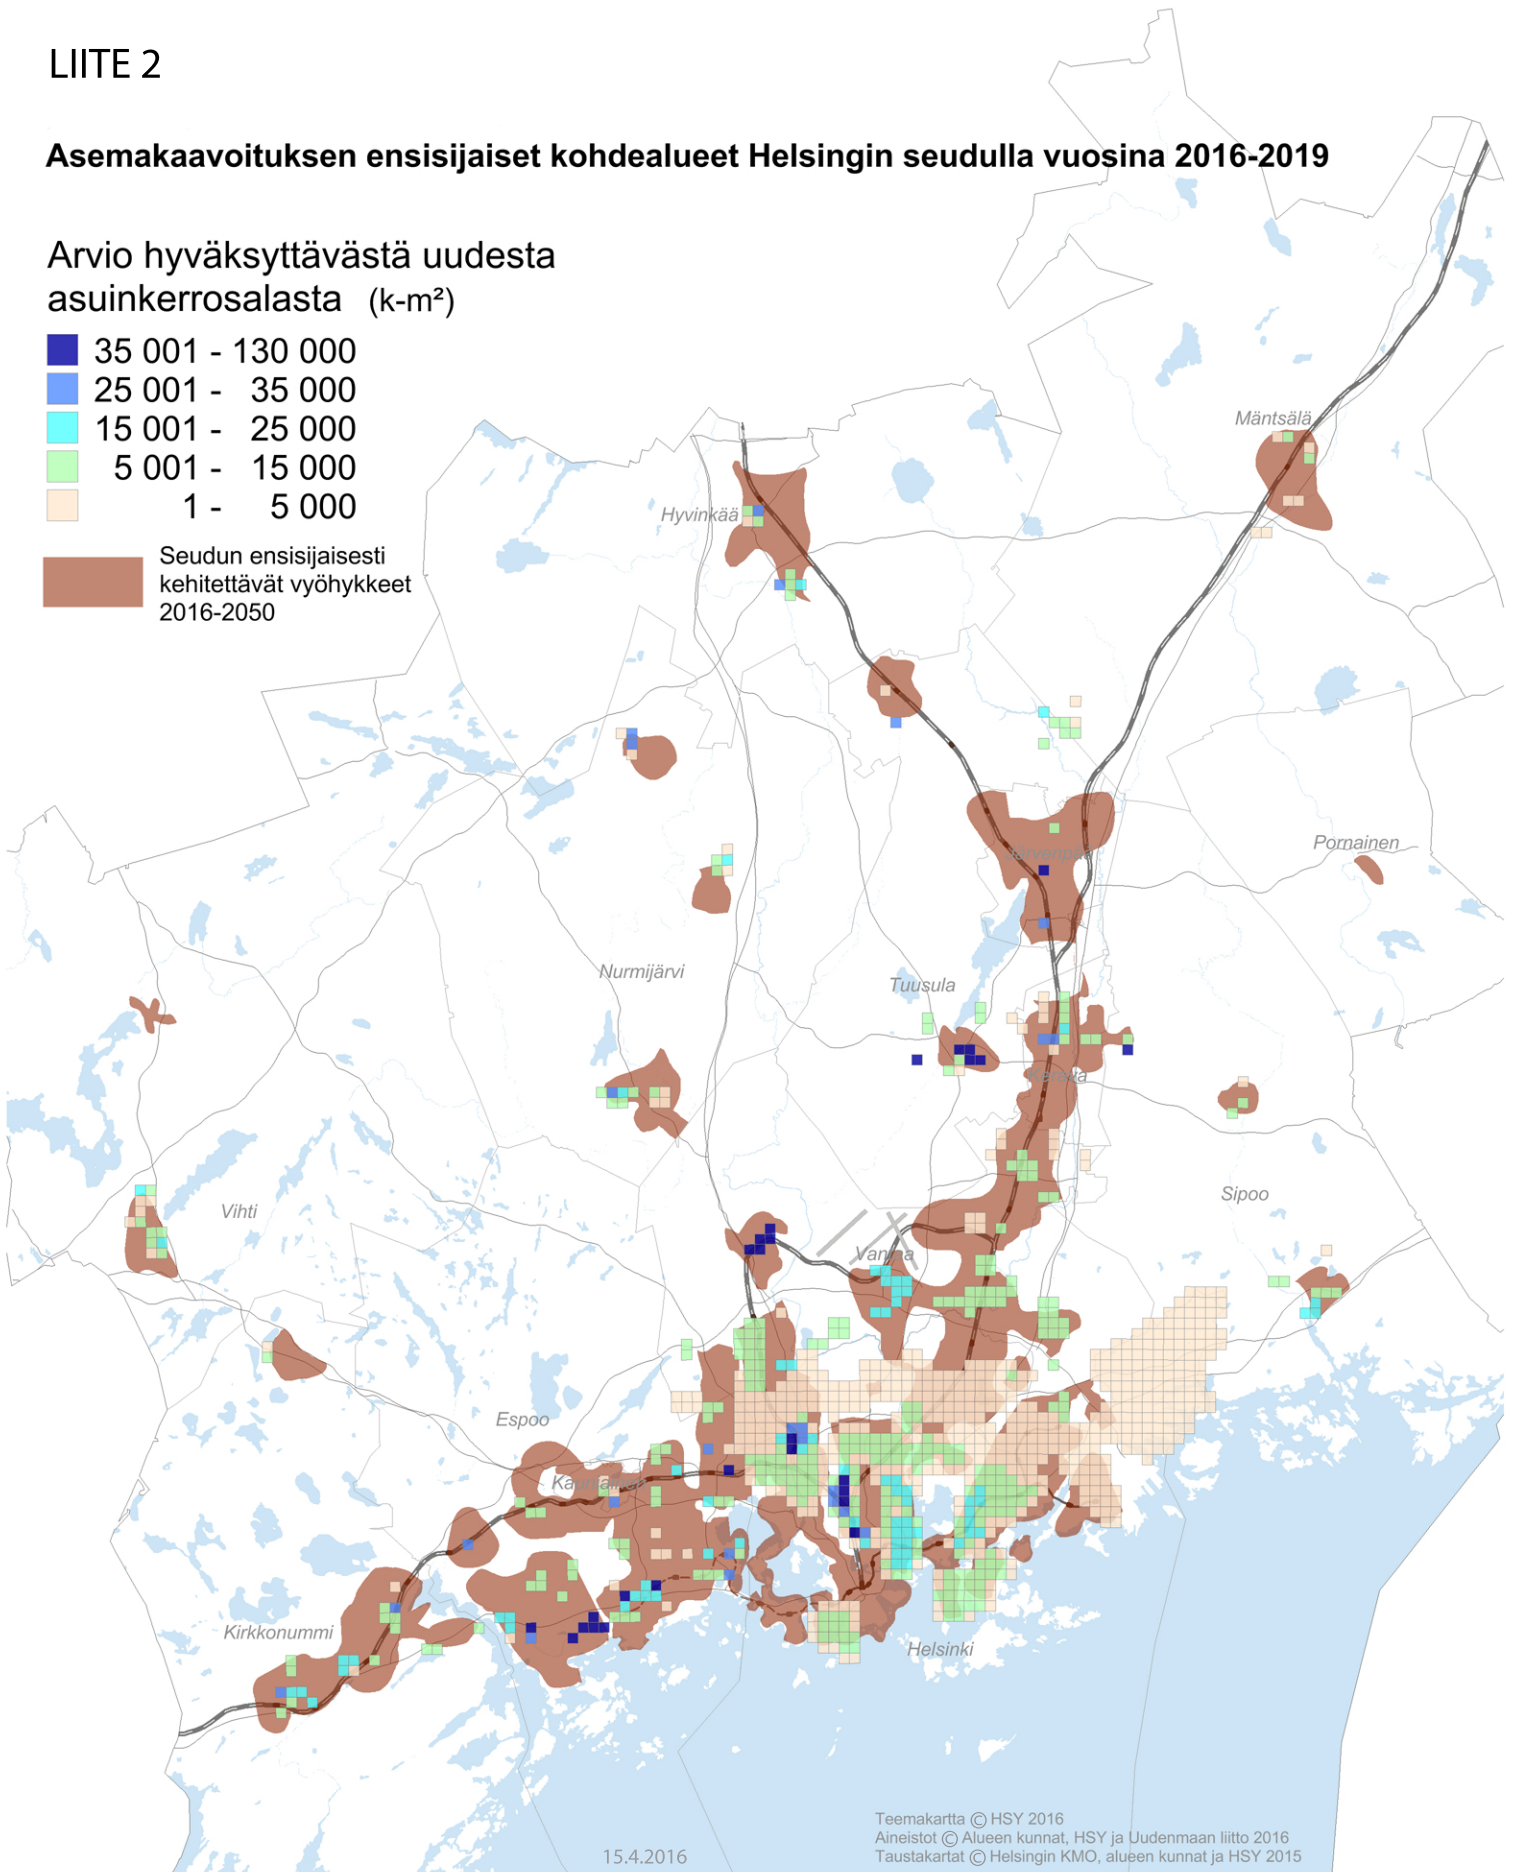 LIITE 2
Asemakaavoituksen ensisijaiset kohdealueet Helsingin seudulla vuosina 2016-2019
Arvio hyväksyttävästä uudesta
asuinkerrosalasta (k-m²)
35 001 - 130 000
25 001 - 35 000
15 001 - 25 000
5 001 - 15 000
1 - 5 000
Seudun ensisijaisesti
kehitettävät vyöhykkeet
2016-2050
Mäntsälä
Hyvinkää
Pornainen
Järvenpää
Nurmijärvi
Tuusula
Kerava
Sipoo
Vihti
Vantaa
Espoo
Kauniainen
Kirkkonummi
Helsinki
Teemakartta © HSY 2016
Aineistot © Alueen kunnat, HSY ja Uudenmaan liitto 2016
Taustakartat © Helsingin KMO, alueen kunnat ja HSY 2015
15.4.2016